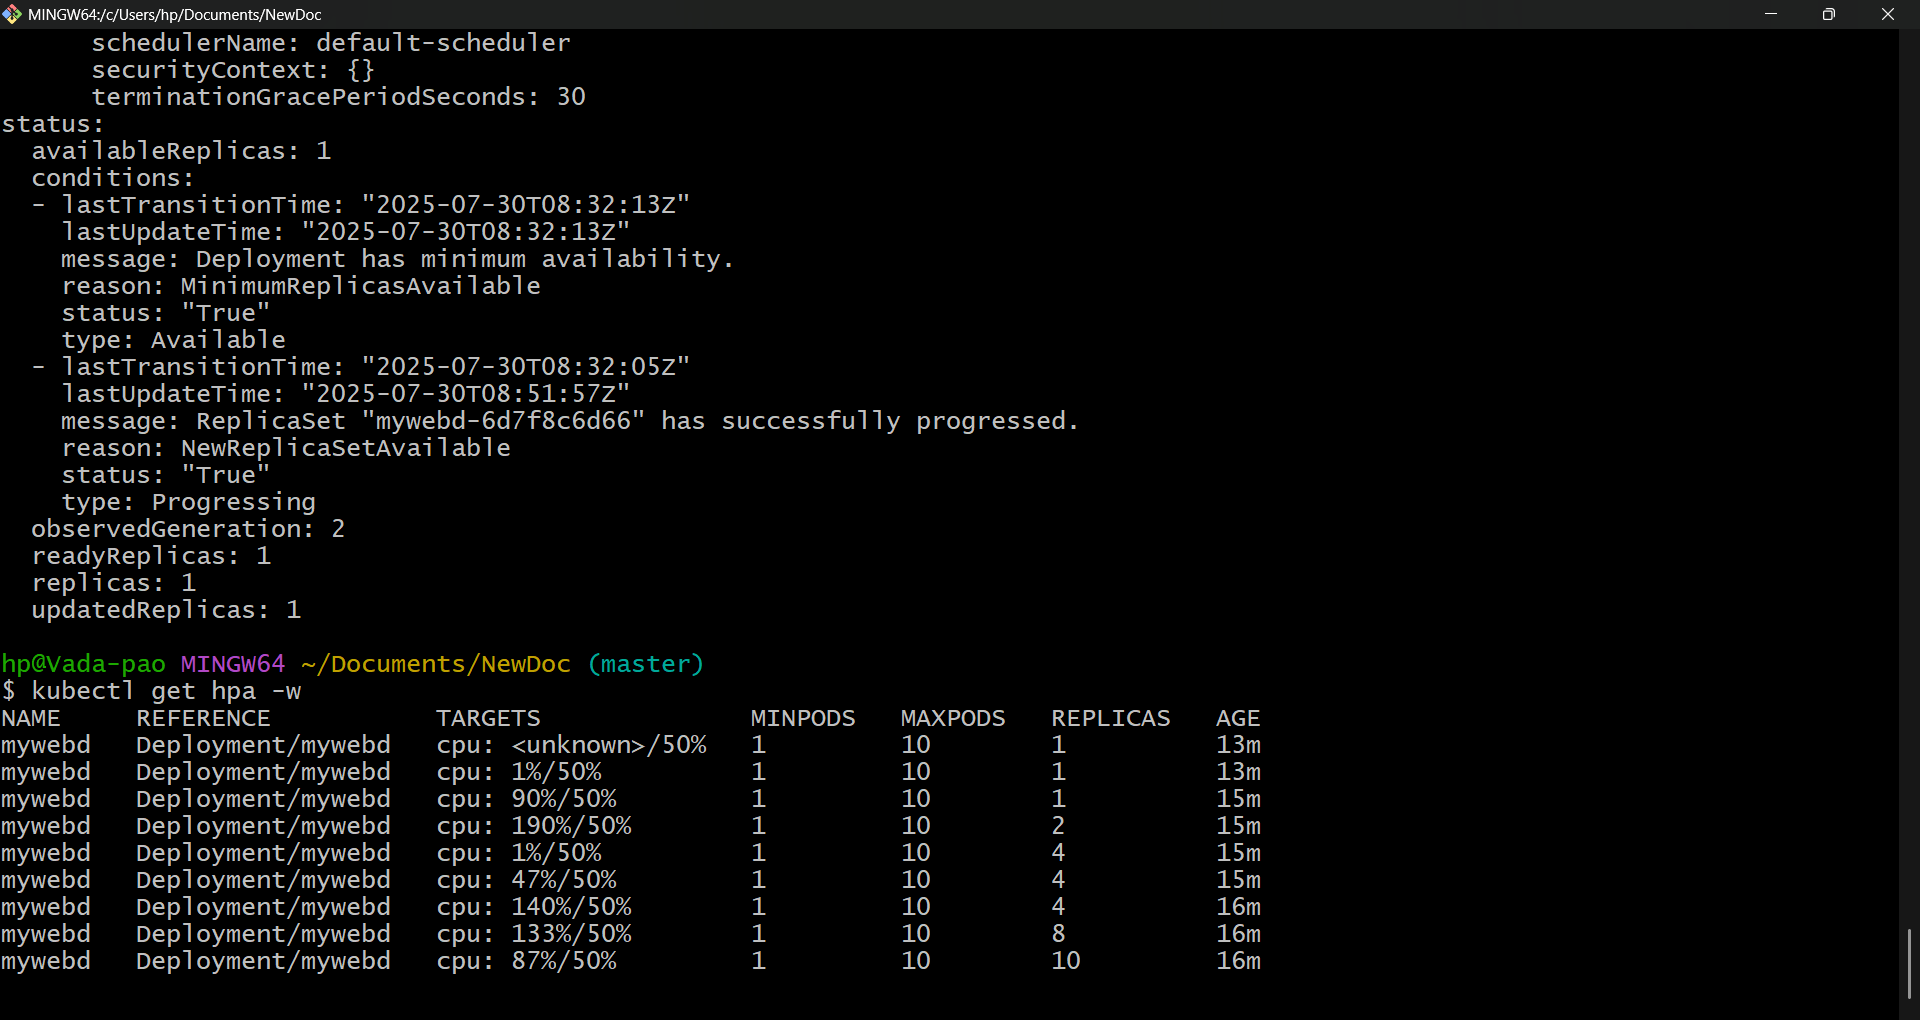 MINGW64:/c/Users/hp/Documents/NewDoc
      schedulerName: default-scheduler
      securityContext: {}
      terminationGracePeriodSeconds: 30
status:
  availableReplicas: 1
  conditions:
  - lastTransitionTime: "2025-07-30T08:32:13Z"
    lastUpdateTime: "2025-07-30T08:32:13Z"
    message: Deployment has minimum availability.
    reason: MinimumReplicasAvailable
    status: "True"
    type: Available
  - lastTransitionTime: "2025-07-30T08:32:05Z"
    lastUpdateTime: "2025-07-30T08:51:57Z"
    message: ReplicaSet "mywebd-6d7f8c6d66" has successfully progressed.
    reason: NewReplicaSetAvailable
    status: "True"
    type: Progressing
  observedGeneration: 2
  readyReplicas: 1
  replicas: 1
  updatedReplicas: 1
hp@Vada-pao MINGW64 ~/Documents/NewDoc (master)
$ kubectl get hpa -w
NAME     REFERENCE           TARGETS              MINPODS   MAXPODS   REPLICAS   AGE
mywebd   Deployment/mywebd   cpu: <unknown>/50%   1         10        1          13m
mywebd   Deployment/mywebd   cpu: 1%/50%          1         10        1          13m
mywebd   Deployment/mywebd   cpu: 90%/50%         1         10        1          15m
mywebd   Deployment/mywebd   cpu: 190%/50%        1         10        2          15m
mywebd   Deployment/mywebd   cpu: 1%/50%          1         10        4          15m
mywebd   Deployment/mywebd   cpu: 47%/50%         1         10        4          15m
mywebd   Deployment/mywebd   cpu: 140%/50%        1         10        4          16m
mywebd   Deployment/mywebd   cpu: 133%/50%        1         10        8          16m
mywebd   Deployment/mywebd   cpu: 87%/50%         1         10        10         16m